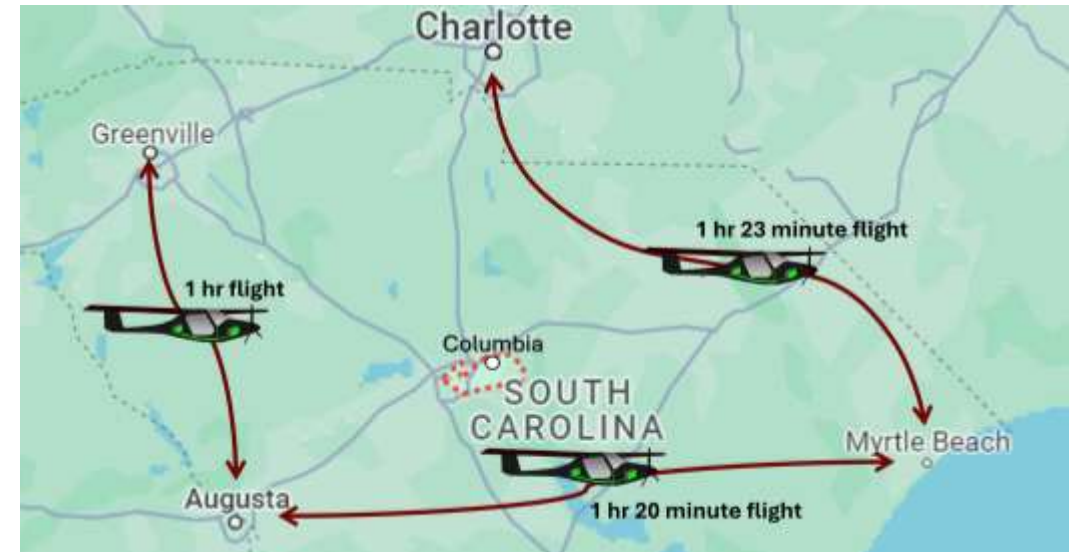 Charlotte
Greenville
1 hr 23 minute flight
1 hr flight
Columbia
SOUTH
CAROLINA
Myrtle Beach
Augusta
1 hr 20 minute flight